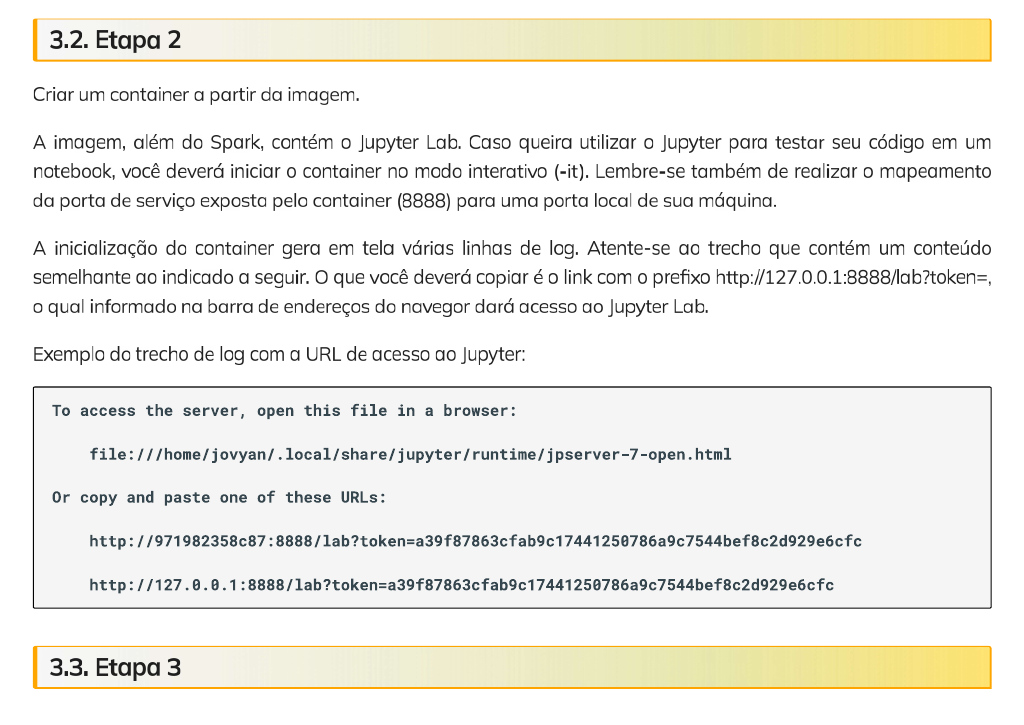 3.2. Etapa 2
Criar um container a partir da imagem.
A imagem, além do Spark, contém o Jupyter Lab. Caso queira utilizar o Jupyter para testar seu código em um
notebook, você deverá iniciar o container no modo interativo (-it). Lembre-se também de realizar o mapeamento
da porta de serviço exposta pelo container (8888) para uma porta local de sua máquina.
A inicialização do container gera em tela várias linhas de log. Atente-se ao trecho que contém um conteúdo
semelhante ao indicado a seguir. O que você deverá copiar é o link com o prefixo http://127.0.0.1:8888/lab?token=,
o qual informado na barra de endereços do navegor dará acesso ao Jupyter Lab.
Exemplo do trecho de log com a URL de acesso ao Jupyter:
To access the server, open this file in a browser:
file:///home/jovyan/.local/share/jupyter/runtime/jpserver-7-open.html
Or copy and paste one of these URLs:
http://971982358c87:8888/lab?token=a39f87863cfab9c17441250786a9c7544bef8c2d929e6cfc
http://127.0.0.1:8888/lab?token=a39f87863cfab9c17441250786a9c7544bef8c2d929e6cfc
3.3. Etapa 3